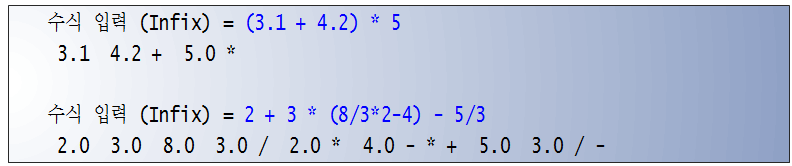 수식 입력 (Infix) = (3.1 + 4.2) * 5
3.1 4.2 + 5.0 *
수식 입력 (Infix) = 2 + 3 * (8/3*2-4) - 5/3
2.0 3.0 8.0 3.0 / 2.0 * 4.0 - * + 5.0 3.0 / -